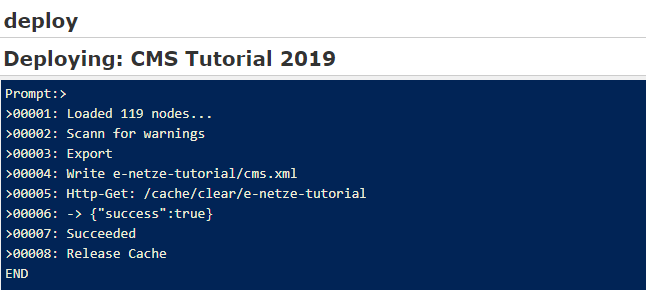 deploy
Deploying: CMS Tutorial 2019
Prompt:>
>00001: Loaded 119 nodes...
>00002: Scann for warnings
>00003: Export
>00004: Write e-netze-tutorial/cms.xml
>00005: Http-Get: /cache/clear/e-netze-tutorial
>00006: -> {"success":true}
>00007: Succeeded
>00008: Release Cache
END